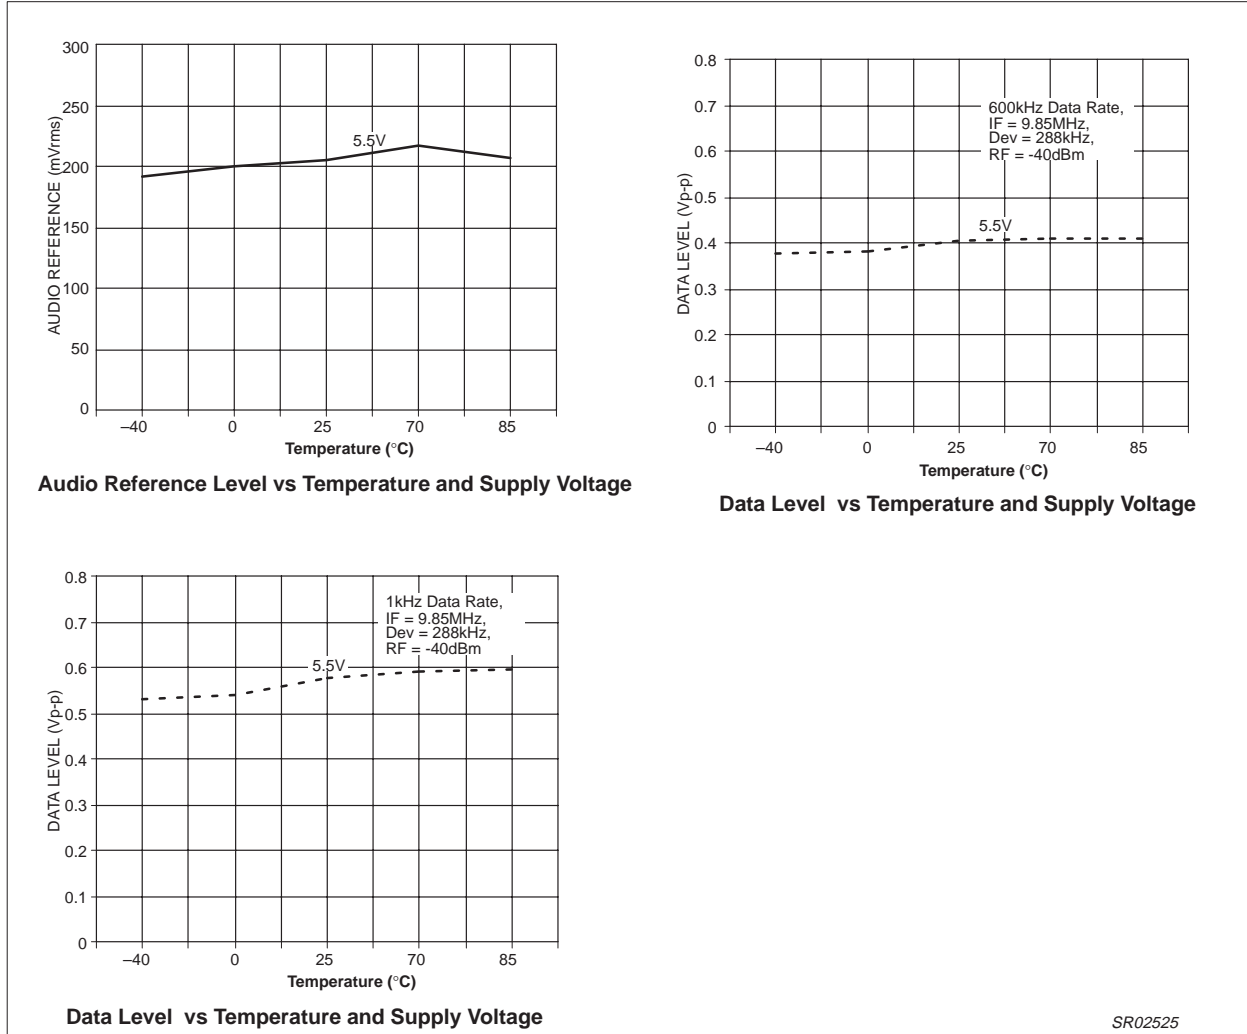 300
250
200
150
100
50
0
AUDIO REFERENCE (mVrms)
5.5V
–40 0 25 70 85
Temperature (°C)
Audio Reference Level vs Temperature and Supply Voltage
0.8
0.7
0.6
0.5
0.4
0.3
0.2
0.1
0
DATA LEVEL (Vp-p)
600kHz Data Rate,
IF = 9.85MHz,
Dev = 288kHz,
RF = -40dBm
5.5V
–40 0 25 70 85
Temperature (°C)
Data Level vs Temperature and Supply Voltage
0.8
0.7
0.6
0.5
0.4
0.3
0.2
0.1
0
DATA LEVEL (Vp-p)
1kHz Data Rate,
IF = 9.85MHz,
Dev = 288kHz,
RF = -40dBm
5.5V
–40 0 25 70 85
Temperature (°C)
Data Level vs Temperature and Supply Voltage
SR02525